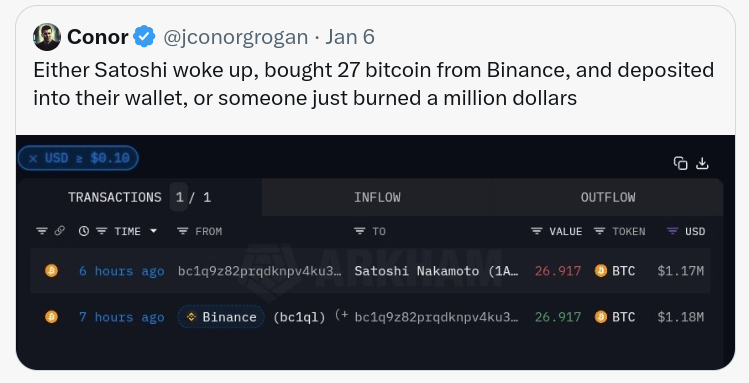 Conor @jconorgrogan · Jan 6
Either Satoshi woke up, bought 27 bitcoin from Binance, and deposited
into their wallet, or someone just burned a million dollars
× USD ≥ $0.10
TRANSACTIONS 1 / 1 INFLOW OUTFLOW
TIME FROM TO VALUE TOKEN USD
6 hours ago bc1q9z82prqdknpv4ku3… Satoshi Nakamoto (1A… 26.917 BTC $1.17M
7 hours ago Binance (bc1ql) (+ bc1q9z82prqdknpv4ku3… 26.917 BTC $1.18M
ARKHAM